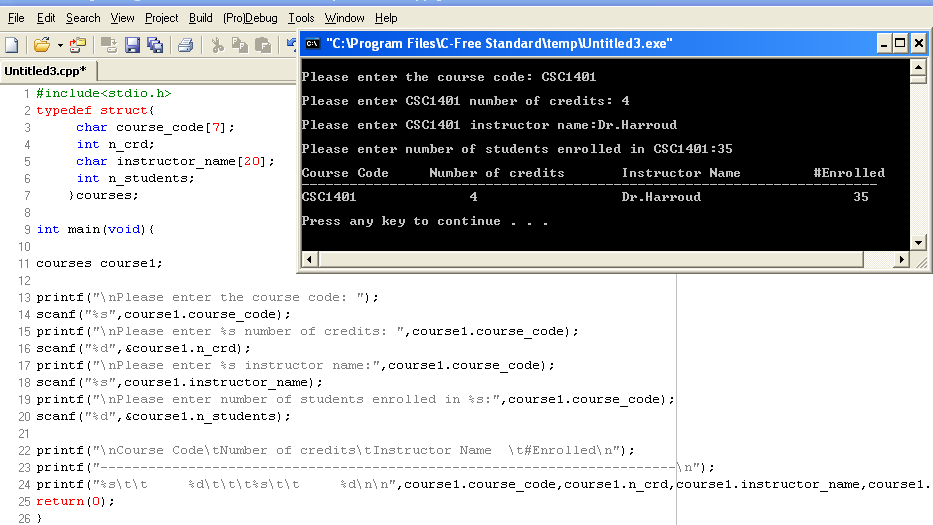 File Edit Search View Project Build (Pro)Debug Tools Window Help
Untitled3.cpp*
"C:\Program Files\C-Free Standard\temp\Untitled3.exe"
Please enter the course code: CSC1401
Please enter CSC1401 number of credits: 4
Please enter CSC1401 instructor name:Dr.Harroud
Please enter number of students enrolled in CSC1401:35
Course Code Number of credits Instructor Name #Enrolled
--------------------------------------------------------------------------
CSC1401 4 Dr.Harroud 35
Press any key to continue . . .
1 #include<stdio.h>
2 typedef struct{
3 char course_code[7];
4 int n_crd;
5 char instructor_name[20];
6 int n_students;
7 }courses;
8
9 int main(void){
10
11 courses course1;
12
13 printf("\nPlease enter the course code: ");
14 scanf("%s",course1.course_code);
15 printf("\nPlease enter %s number of credits: ",course1.course_code);
16 scanf("%d",&course1.n_crd);
17 printf("\nPlease enter %s instructor name:",course1.course_code);
18 scanf("%s",course1.instructor_name);
19 printf("\nPlease enter number of students enrolled in %s:",course1.course_code);
20 scanf("%d",&course1.n_students);
21
22 printf("\nCourse Code\tNumber of credits\tInstructor Name  \t#Enrolled\n");
23 printf("------------------------------------------------------------------------\n");
24 printf("%s\t\t     %d\t\t\t%s\t\t     %d\n\n",course1.course_code,course1.n_crd,course1.instructor_name,course1.
25 return(0);
26 }